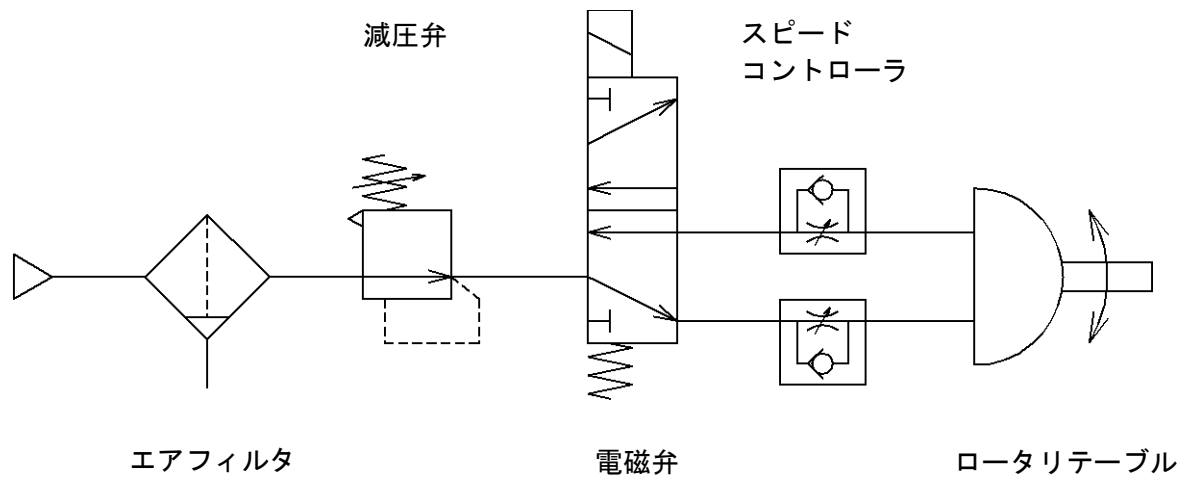 減圧弁
スピード
コントローラ
エアフィルタ
電磁弁
ロータリテーブル